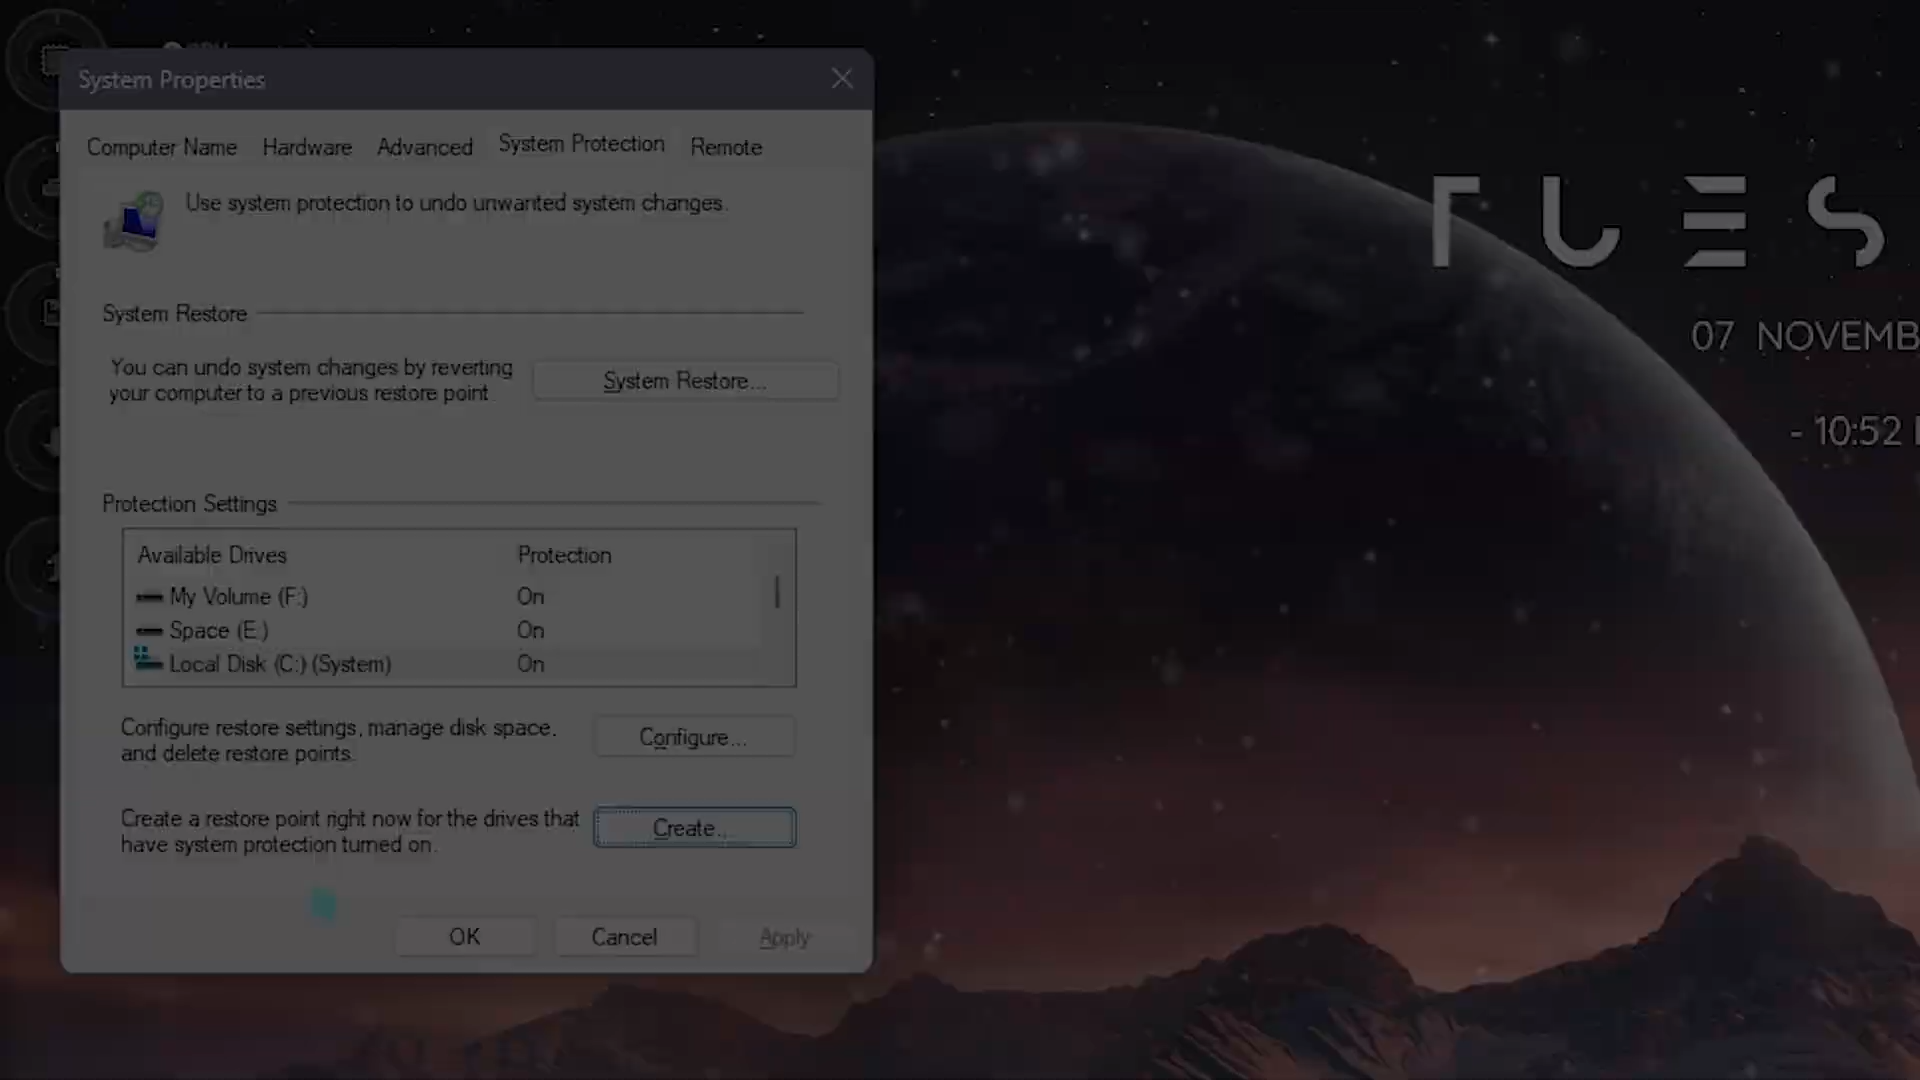 System Properties
Computer Name Hardware Advanced System Protection Remote
Use system protection to undo unwanted system changes.
System Restore
You can undo system changes by reverting
your computer to a previous restore point.
System Restore...
Protection Settings
Available Drives Protection
My Volume (F:) On
Space (E:) On
Local Disk (C:) (System) On
Configure restore settings, manage disk space,
and delete restore points.
Configure...
Create a restore point right now for the drives that
have system protection turned on.
Create...
OK Cancel Apply
TUES
07 NOVEMB
- 10:52